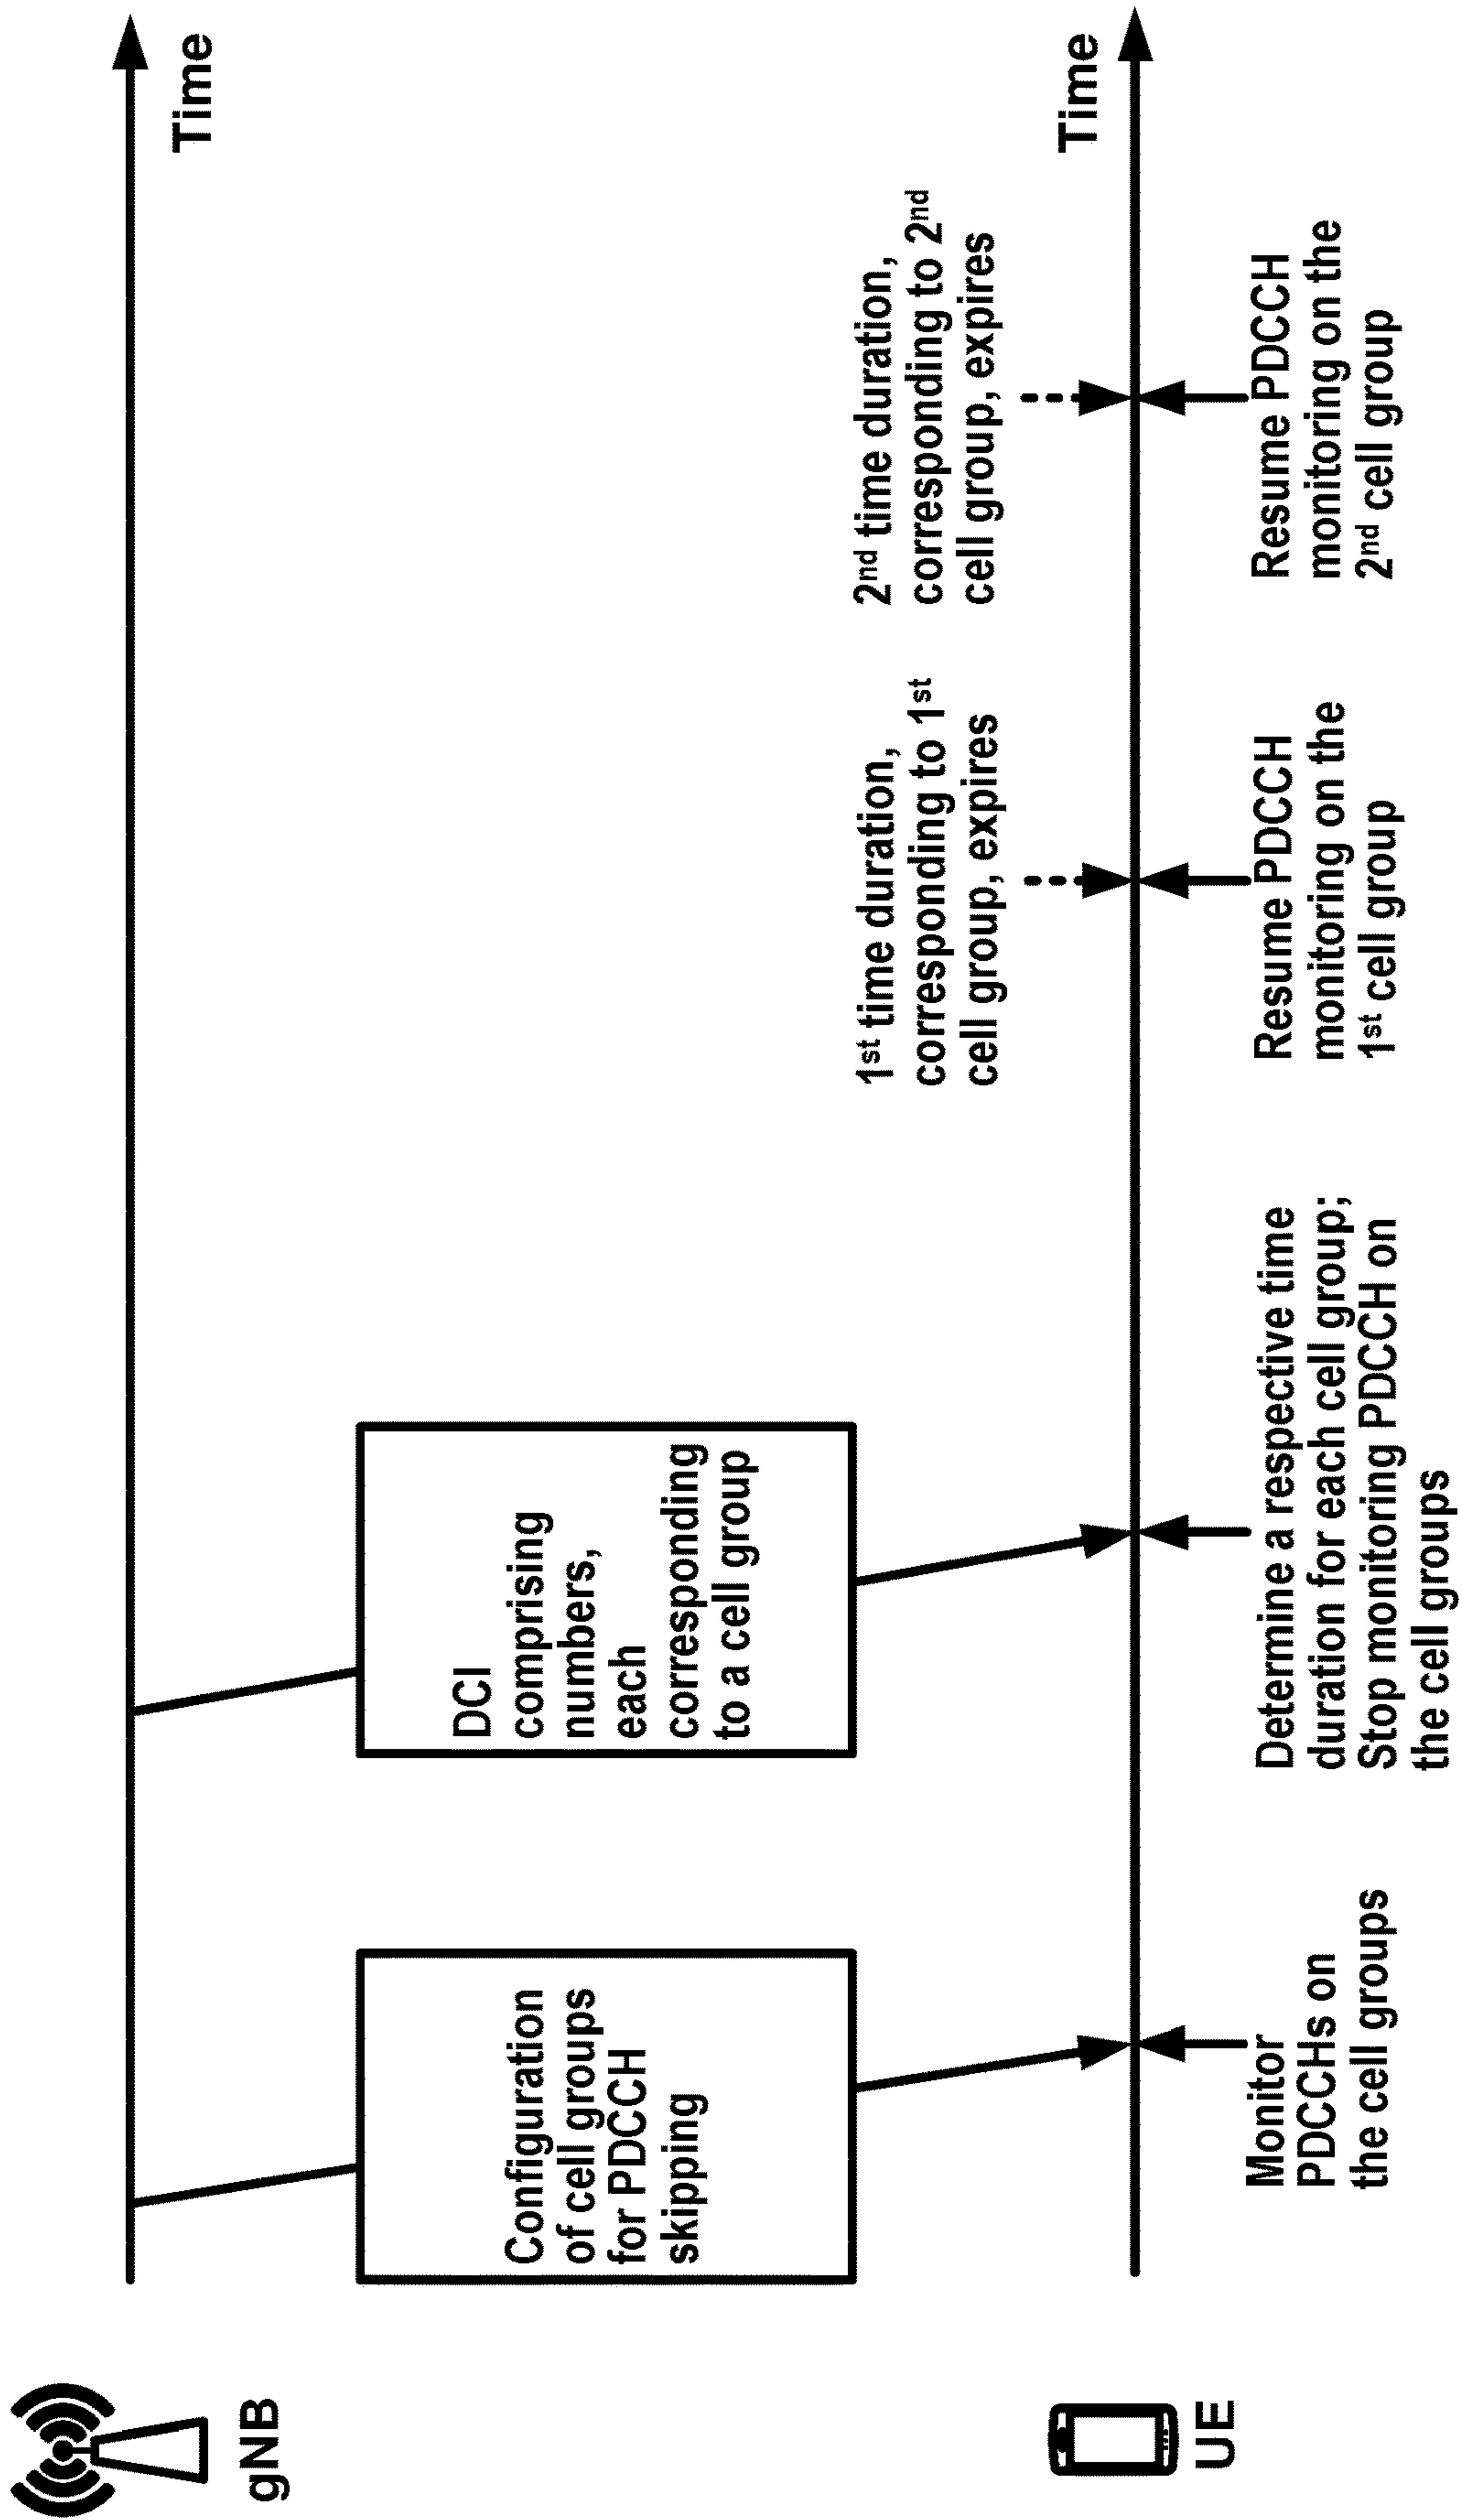 gNB
Time
Configuration
of cell groups
for PDCCH
skipping
DCI
comprising
numbers,
each
corresponding
to a cell group
1st time duration,
corresponding to 1st
cell group, expires
2nd time duration,
corresponding to 2nd
cell group, expires
UE
Time
Monitor
PDCCHs on
the cell groups
Determine a respective time
duration for each cell group;
Stop monitoring PDCCH on
the cell groups
Resume PDCCH
monitoring on the
1st cell group
Resume PDCCH
monitoring on the
2nd cell group